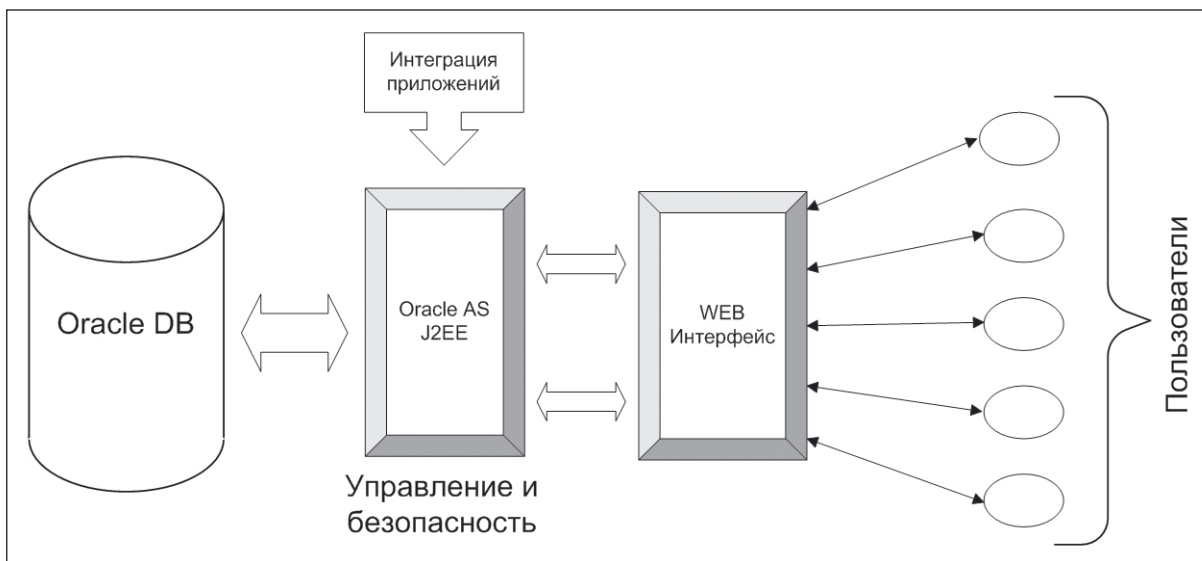 Интеграция
приложений
Oracle DB
Oracle AS
J2EE
WEB
Интерфейс
Управление и
безопасность
Пользователи